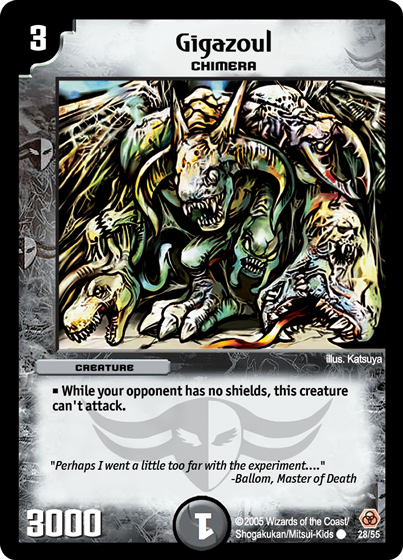 3
Gigazoul
CHIMERA
illus. Katsuya
CREATURE
▪ While your opponent has no shields, this creature
can't attack.
"Perhaps I went a little too far with the experiment...."
-Ballom, Master of Death
3000
1
©2005 Wizards of the Coast/
Shogakukan/Mitsui-Kids
28/55